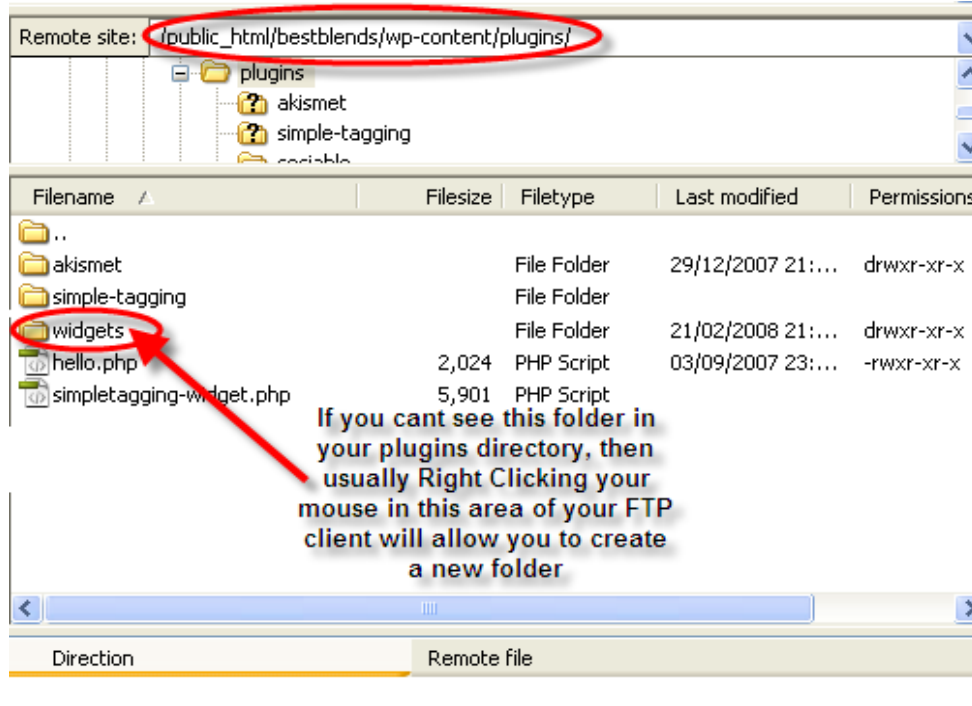 Remote site: /public_html/bestblends/wp-content/plugins/
plugins
akismet
simple-tagging
sociable
Filename Filesize Filetype Last modified Permissions
..
akismet File Folder 29/12/2007 21:... drwxr-xr-x
simple-tagging File Folder
widgets File Folder 21/02/2008 21:... drwxr-xr-x
hello.php 2,024 PHP Script 03/09/2007 23:... -rwxr-xr-x
simpletagging-widget.php 5,901 PHP Script
If you cant see this folder in
your plugins directory, then
usually Right Clicking your
mouse in this area of your FTP
client will allow you to create
a new folder
Direction Remote file